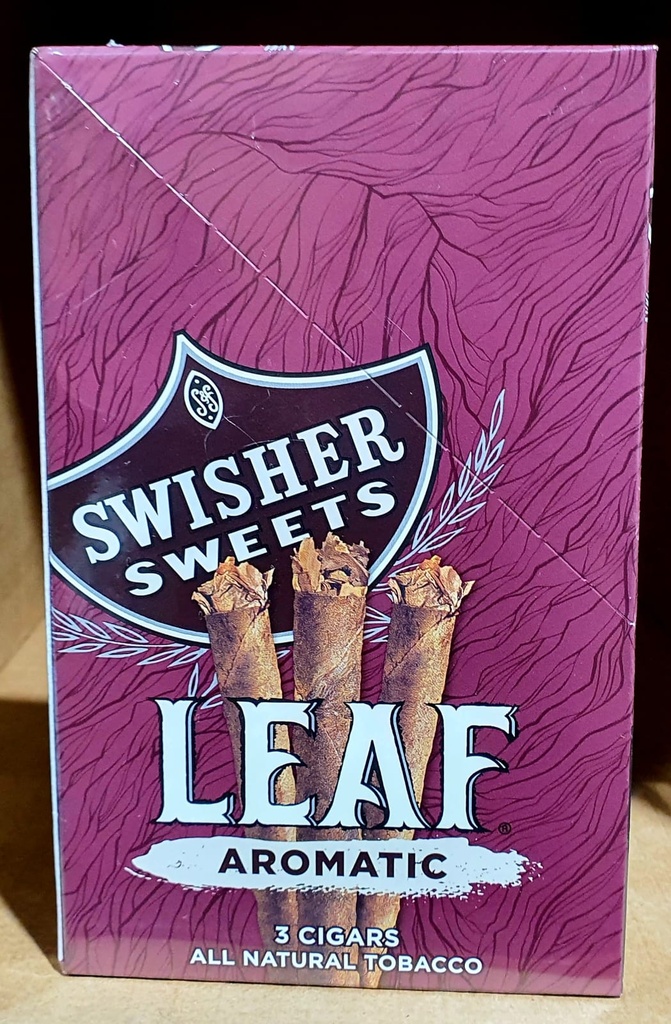 S&S
SWISHER
SWEETS
LEAF®
AROMATIC
3 CIGARS
ALL NATURAL TOBACCO